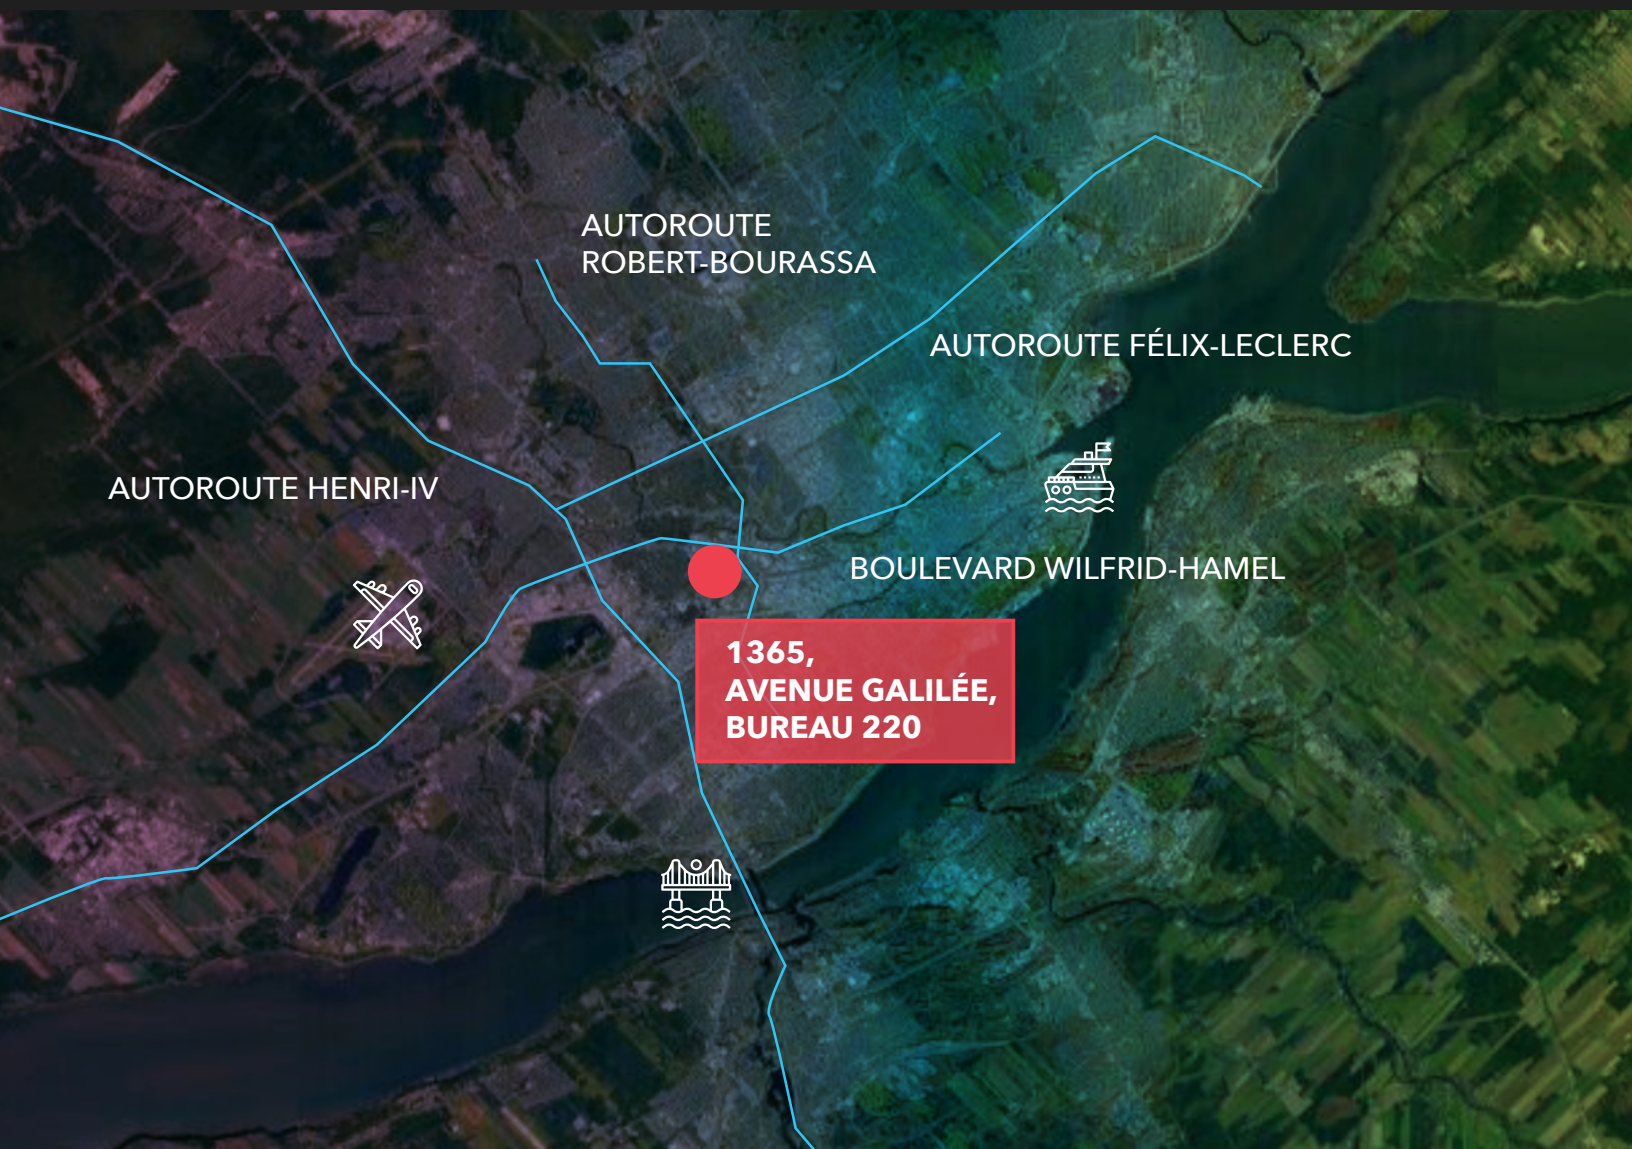 AUTOROUTE
ROBERT-BOURASSA
AUTOROUTE FÉLIX-LECLERC
AUTOROUTE HENRI-IV
BOULEVARD WILFRID-HAMEL
1365,
AVENUE GALILÉE,
BUREAU 220